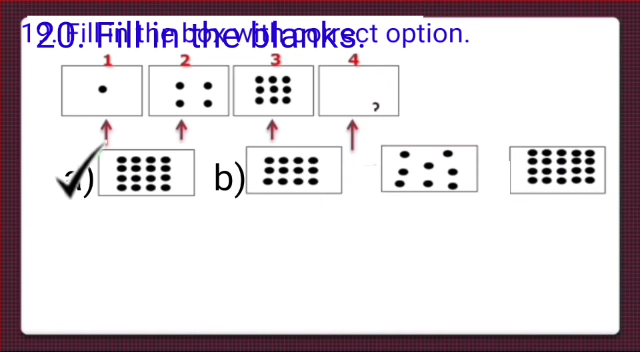 19. Fill in the box with correct option.
20. Fill in the blanks.
1 2 3 4
?
a) b)